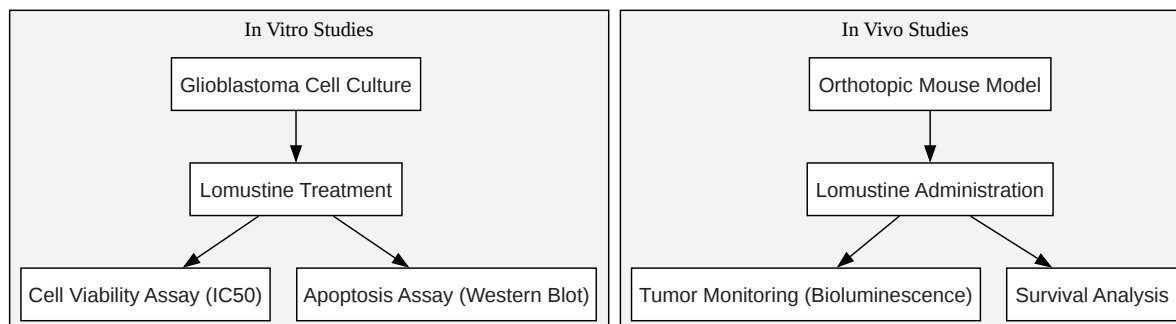 In Vitro Studies
Glioblastoma Cell Culture
Lomustine Treatment
Cell Viability Assay (IC50)
Apoptosis Assay (Western Blot)
In Vivo Studies
Orthotopic Mouse Model
Lomustine Administration
Tumor Monitoring (Bioluminescence)
Survival Analysis